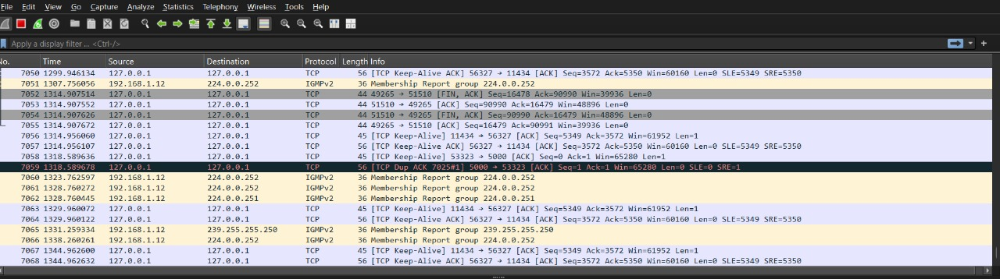 File Edit View Go Capture Analyze Statistics Telephony Wireless Tools Help
Apply a display filter ... <Ctrl-/>
No. Time Source Destination Protocol Length Info
7050 1299.946134 127.0.0.1 127.0.0.1 TCP 56 [TCP Keep-Alive ACK] 56327 → 11434 [ACK] Seq=3572 Ack=5350 Win=60160 Len=0 SLE=5349 SRE=5350
7051 1307.756056 192.168.1.12 224.0.0.252 IGMPv2 36 Membership Report group 224.0.0.252
7052 1314.907514 127.0.0.1 127.0.0.1 TCP 44 49265 → 51510 [FIN, ACK] Seq=16478 Ack=90990 Win=39936 Len=0
7053 1314.907552 127.0.0.1 127.0.0.1 TCP 44 51510 → 49265 [ACK] Seq=90990 Ack=16479 Win=48896 Len=0
7054 1314.907626 127.0.0.1 127.0.0.1 TCP 44 51510 → 49265 [FIN, ACK] Seq=90990 Ack=16479 Win=48896 Len=0
7055 1314.907672 127.0.0.1 127.0.0.1 TCP 44 49265 → 51510 [ACK] Seq=16479 Ack=90991 Win=39936 Len=0
7056 1314.956060 127.0.0.1 127.0.0.1 TCP 45 [TCP Keep-Alive] 11434 → 56327 [ACK] Seq=5349 Ack=3572 Win=61952 Len=1
7057 1314.956107 127.0.0.1 127.0.0.1 TCP 56 [TCP Keep-Alive ACK] 56327 → 11434 [ACK] Seq=3572 Ack=5350 Win=60160 Len=0 SLE=5349 SRE=5350
7058 1318.589636 127.0.0.1 127.0.0.1 TCP 45 [TCP Keep-Alive] 53323 → 5000 [ACK] Seq=0 Ack=1 Win=65280 Len=1
7059 1318.589678 127.0.0.1 127.0.0.1 TCP 56 [TCP Dup ACK 7025#1] 5000 → 53323 [ACK] Seq=1 Ack=1 Win=65280 Len=0 SLE=0 SRE=1
7060 1323.762597 192.168.1.12 224.0.0.252 IGMPv2 36 Membership Report group 224.0.0.252
7061 1328.760272 192.168.1.12 224.0.0.252 IGMPv2 36 Membership Report group 224.0.0.252
7062 1328.760445 192.168.1.12 224.0.0.251 IGMPv2 36 Membership Report group 224.0.0.251
7063 1329.960072 127.0.0.1 127.0.0.1 TCP 45 [TCP Keep-Alive] 11434 → 56327 [ACK] Seq=5349 Ack=3572 Win=61952 Len=1
7064 1329.960120 127.0.0.1 127.0.0.1 TCP 56 [TCP Keep-Alive ACK] 56327 → 11434 [ACK] Seq=3572 Ack=5350 Win=60160 Len=0 SLE=5349 SRE=5350
7065 1331.259334 192.168.1.12 239.255.255.250 IGMPv2 36 Membership Report group 239.255.255.250
7066 1338.260261 192.168.1.12 224.0.0.252 IGMPv2 36 Membership Report group 224.0.0.252
7067 1344.962600 127.0.0.1 127.0.0.1 TCP 45 [TCP Keep-Alive] 11434 → 56327 [ACK] Seq=5349 Ack=3572 Win=61952 Len=1
7068 1344.962632 127.0.0.1 127.0.0.1 TCP 56 [TCP Keep-Alive ACK] 56327 → 11434 [ACK] Seq=3572 Ack=5350 Win=60160 Len=0 SLE=5349 SRE=5350